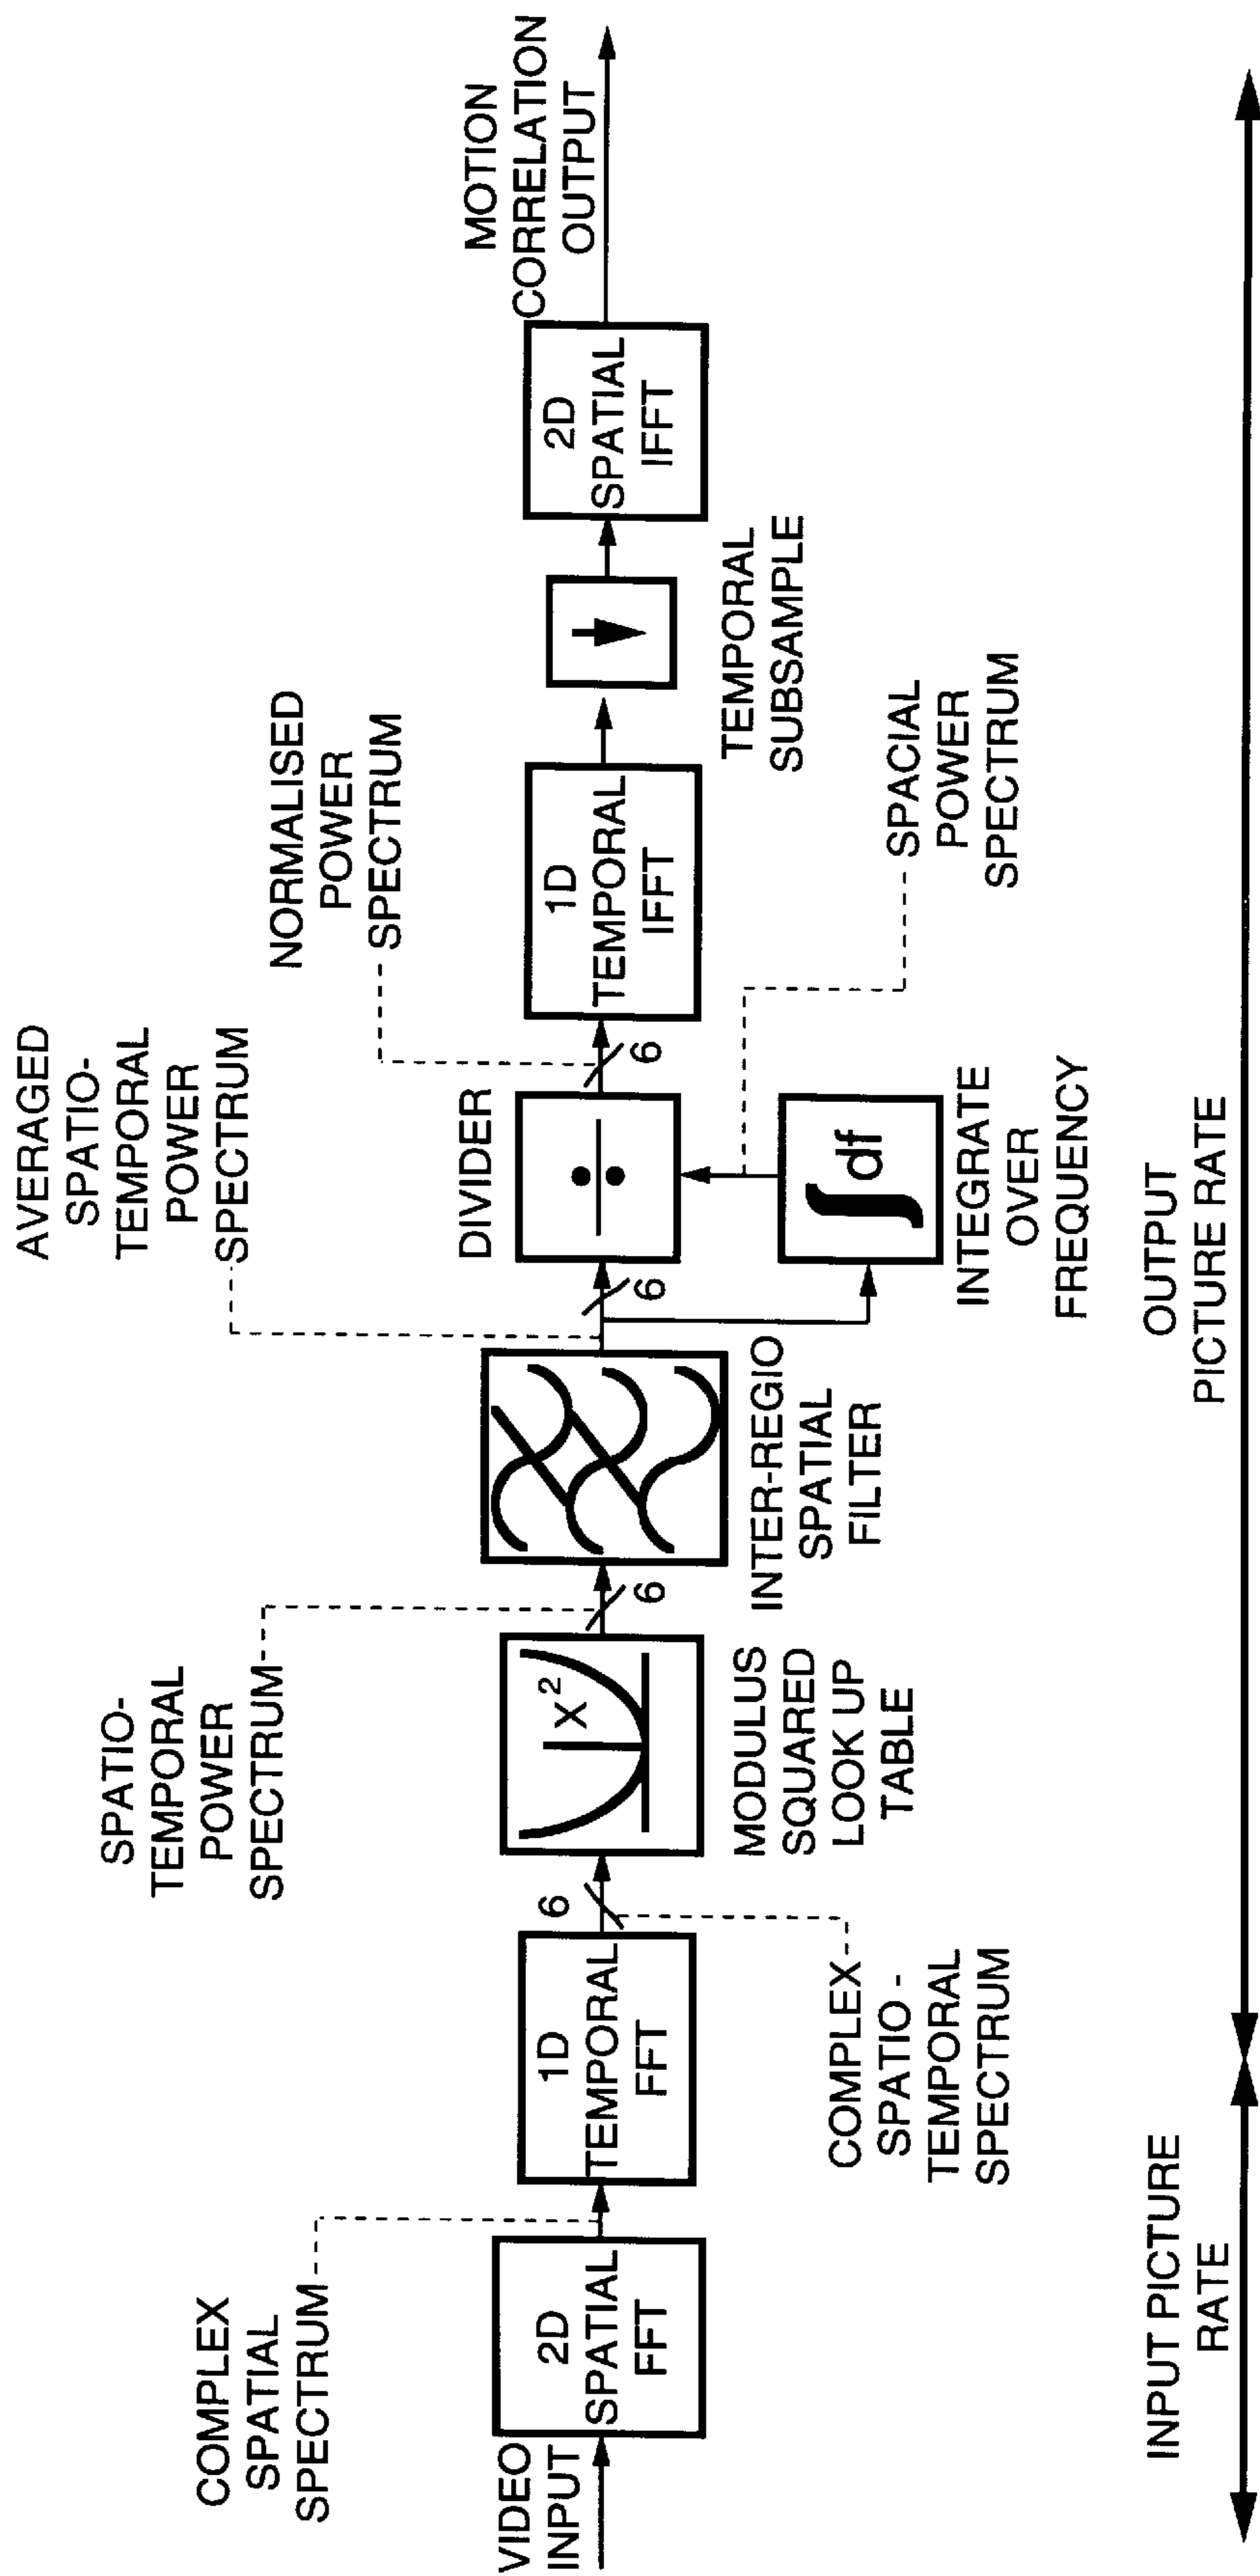 VIDEO
INPUT
2D
SPATIAL
FFT
COMPLEX
SPATIAL
SPECTRUM
1D
TEMPORAL
FFT
6
COMPLEX
SPATIO -
TEMPORAL
SPECTRUM
X²
MODULUS
SQUARED
LOOK UP
TABLE
SPATIO-
TEMPORAL
POWER
SPECTRUM
6
INTER-REGIO
SPATIAL
FILTER
AVERAGED
SPATIO-
TEMPORAL
POWER
SPECTRUM
6
DIVIDER
÷
∫ df
INTEGRATE
OVER
FREQUENCY
SPACIAL
POWER
SPECTRUM
6
NORMALISED
POWER
SPECTRUM
1D
TEMPORAL
IFFT
TEMPORAL
SUBSAMPLE
2D
SPATIAL
IFFT
MOTION
CORRELATION
OUTPUT
INPUT PICTURE
RATE
OUTPUT
PICTURE RATE